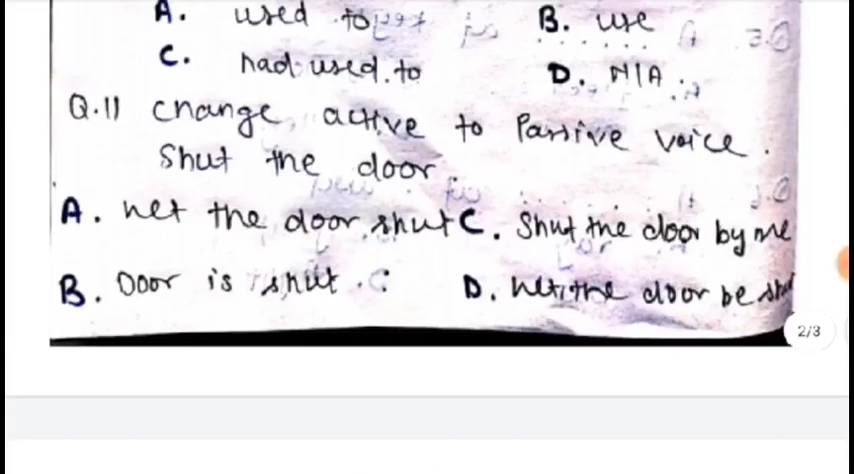 A. used to
B. use
C. had used to
D. N/A
Q.11 change active to Passive voice.
Shut the door
A. Let the door shut
C. Shut the door by me
B. Door is shut.
D. Let the door be shut
2/3